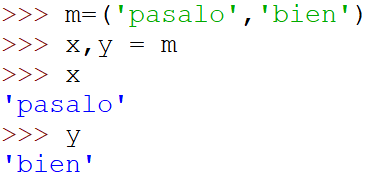 >>> m=('pasalo','bien')
>>> x,y = m
>>> x
'pasalo'
>>> y
'bien'